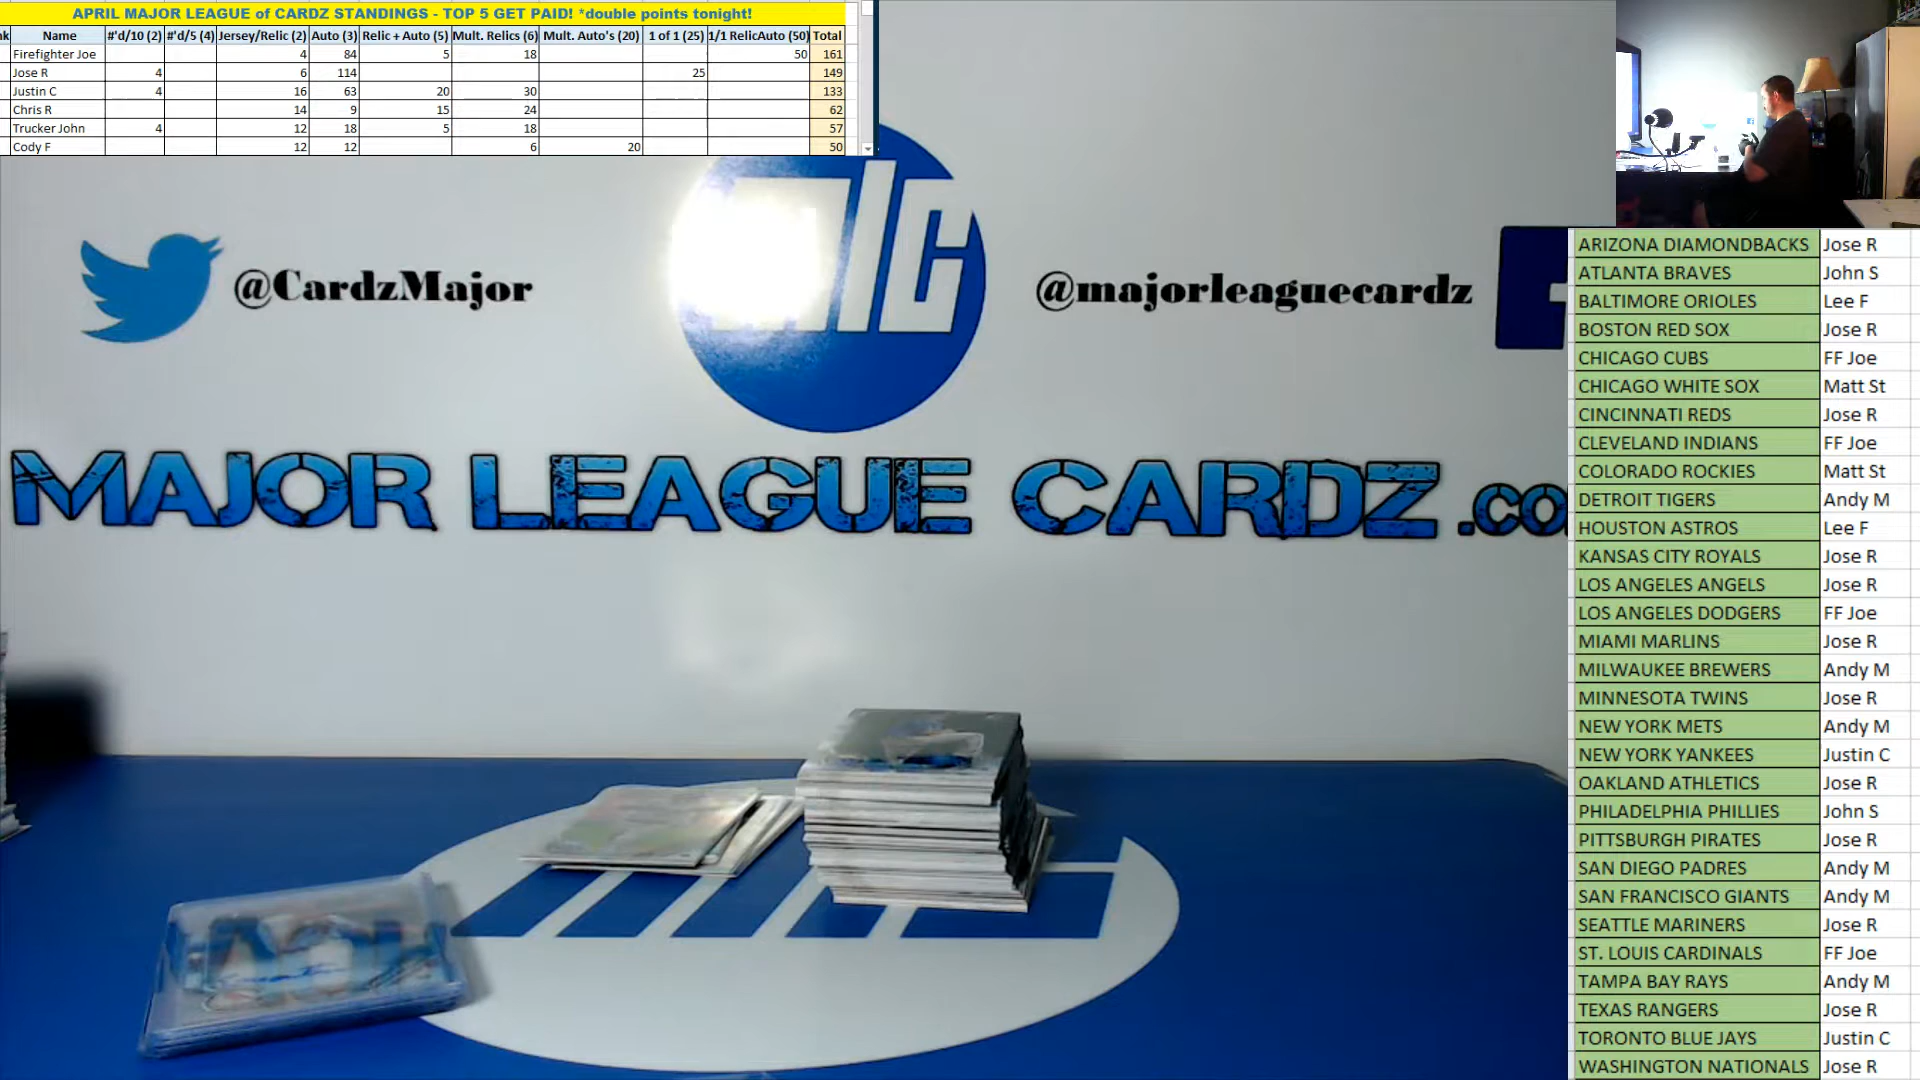 APRIL MAJOR LEAGUE of CARDZ STANDINGS - TOP 5 GET PAID! *double points tonight!
nk Name #'d/10 (2) #'d/5 (4) Jersey/Relic (2) Auto (3) Relic + Auto (5) Mult. Relics (6) Mult. Auto's (20) 1 of 1 (25) 1/1 RelicAuto (50) Total
Firefighter Joe 4 84 5 18 50 161
Jose R 4 6 114 25 149
Justin C 4 16 63 20 30 133
Chris R 14 9 15 24 62
Trucker John 4 12 18 5 18 57
Cody F 12 12 6 20 50
@CardzMajor
@majorleaguecardz
MAJOR LEAGUE CARDZ .co
ARIZONA DIAMONDBACKS Jose R
ATLANTA BRAVES John S
BALTIMORE ORIOLES Lee F
BOSTON RED SOX Jose R
CHICAGO CUBS FF Joe
CHICAGO WHITE SOX Matt St
CINCINNATI REDS Jose R
CLEVELAND INDIANS FF Joe
COLORADO ROCKIES Matt St
DETROIT TIGERS Andy M
HOUSTON ASTROS Lee F
KANSAS CITY ROYALS Jose R
LOS ANGELES ANGELS Jose R
LOS ANGELES DODGERS FF Joe
MIAMI MARLINS Jose R
MILWAUKEE BREWERS Andy M
MINNESOTA TWINS Jose R
NEW YORK METS Andy M
NEW YORK YANKEES Justin C
OAKLAND ATHLETICS Jose R
PHILADELPHIA PHILLIES John S
PITTSBURGH PIRATES Jose R
SAN DIEGO PADRES Andy M
SAN FRANCISCO GIANTS Andy M
SEATTLE MARINERS Jose R
ST. LOUIS CARDINALS FF Joe
TAMPA BAY RAYS Andy M
TEXAS RANGERS Jose R
TORONTO BLUE JAYS Justin C
WASHINGTON NATIONALS Jose R